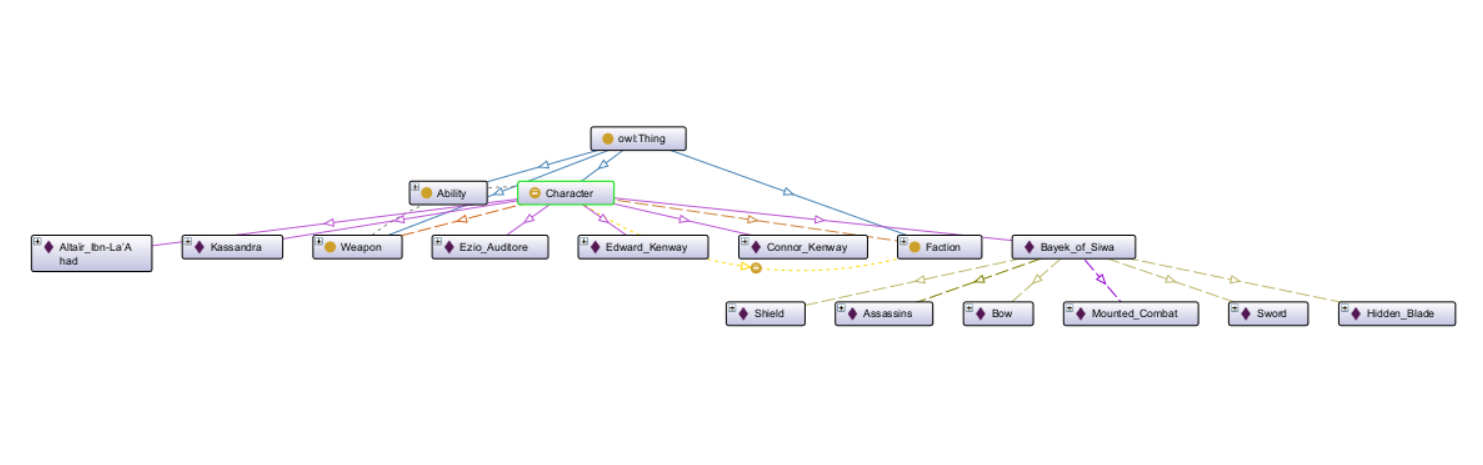 owl:Thing
Ability
Character
Altair_Ibn-La'A
had
Kassandra
Weapon
Ezio_Auditore
Edward_Kenway
Connor_Kenway
Faction
Bayek_of_Siwa
Shield
Assassins
Bow
Mounted_Combat
Sword
Hidden_Blade